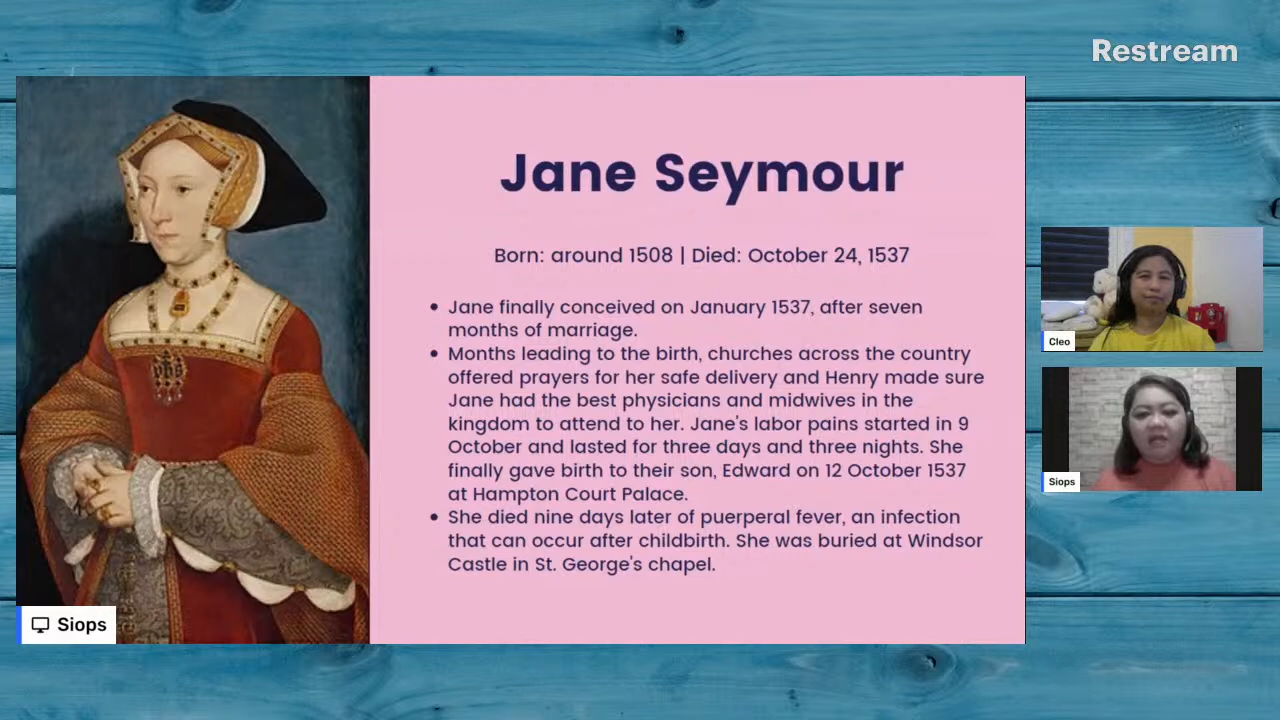 Restream
Jane Seymour
Born: around 1508 | Died: October 24, 1537
• Jane finally conceived on January 1537, after seven
months of marriage.
• Months leading to the birth, churches across the country
offered prayers for her safe delivery and Henry made sure
Jane had the best physicians and midwives in the
kingdom to attend to her. Jane's labor pains started in 9
October and lasted for three days and three nights. She
finally gave birth to their son, Edward on 12 October 1537
at Hampton Court Palace.
• She died nine days later of puerperal fever, an infection
that can occur after childbirth. She was buried at Windsor
Castle in St. George's chapel.
Siops
Cleo
Siops